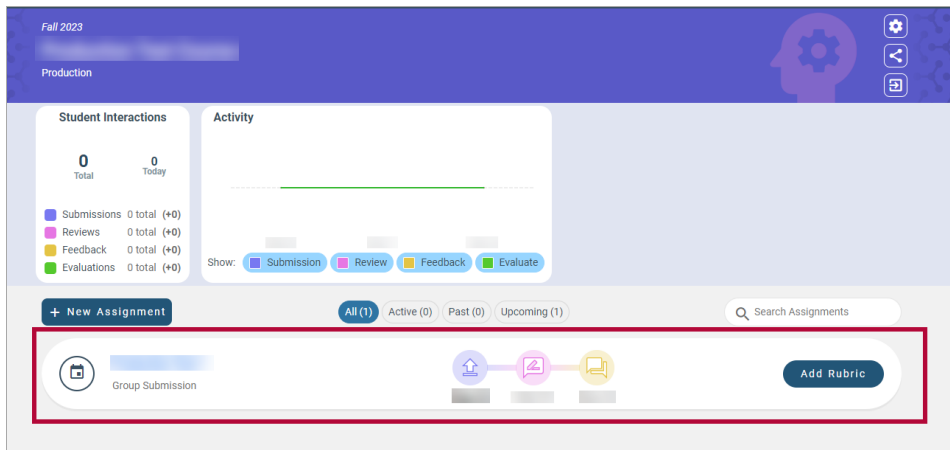 Fall 2023
Production
Student Interactions
0
Total
0
Today
Submissions 0 total (+0)
Reviews 0 total (+0)
Feedback 0 total (+0)
Evaluations 0 total (+0)
Activity
Show: Submission Review Feedback Evaluate
+ New Assignment
All (1) Active (0) Past (0) Upcoming (1)
Search Assignments
Group Submission
Add Rubric